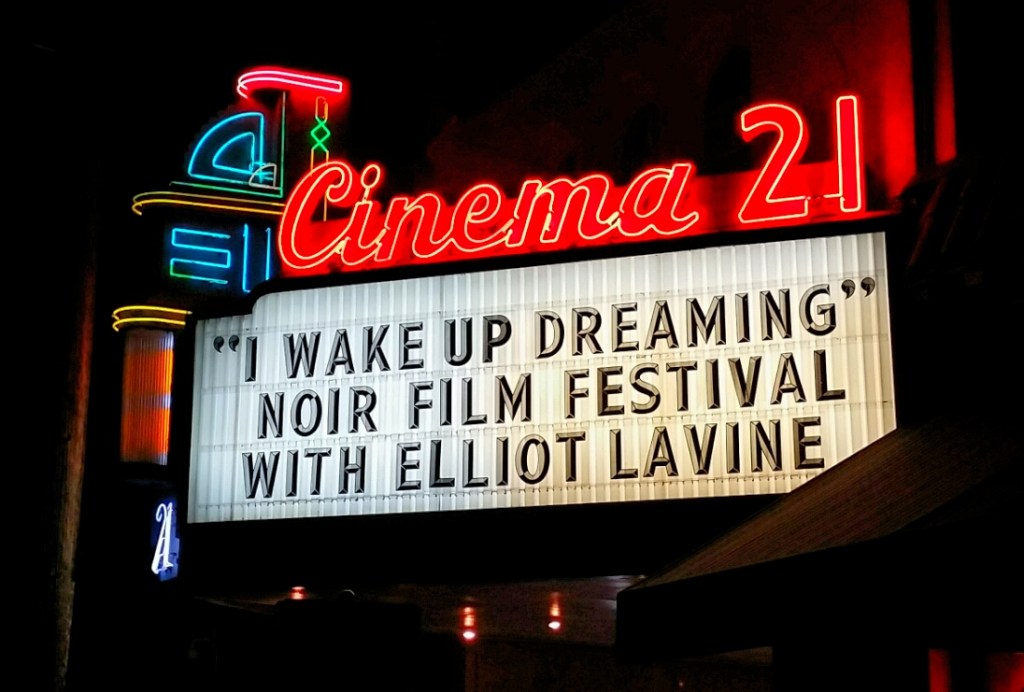 Cinema 21
“I WAKE UP DREAMING”
NOIR FILM FESTIVAL
WITH ELLIOT LAVINE
A